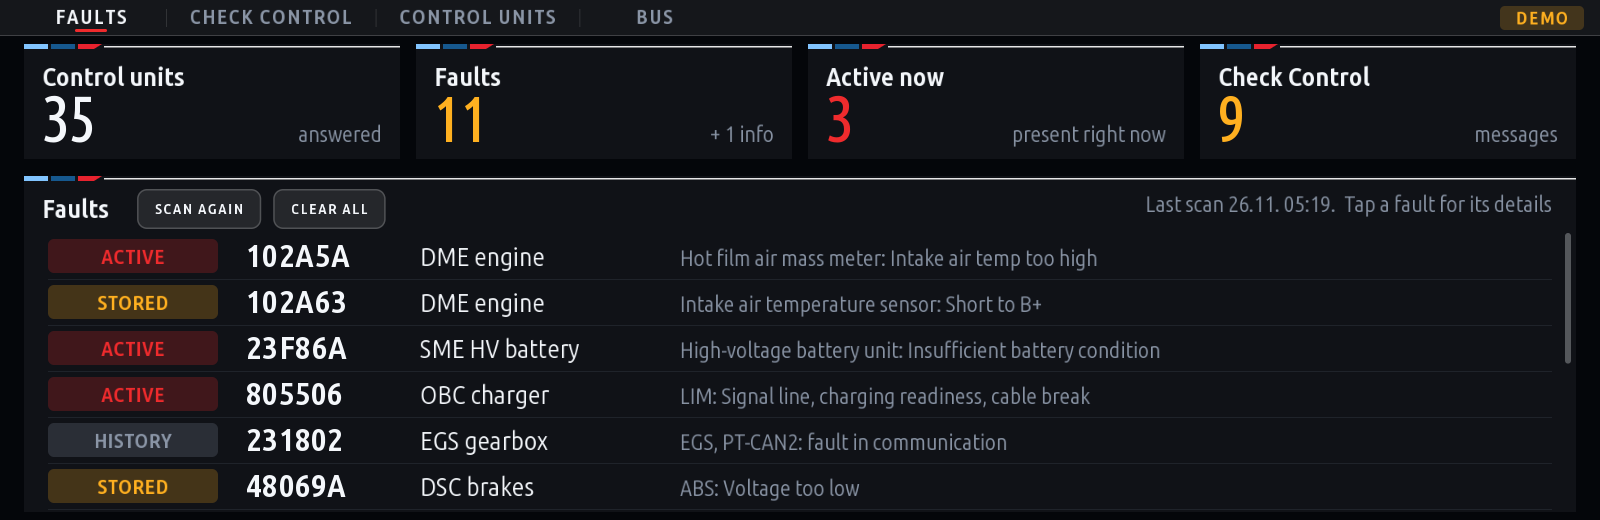 FAULTS CHECK CONTROL CONTROL UNITS BUS DEMO
Control units
35 answered
Faults
11 + 1 info
Active now
3 present right now
Check Control
9 messages
Faults SCAN AGAIN CLEAR ALL Last scan 26.11. 05:19. Tap a fault for its details
ACTIVE 102A5A DME engine Hot film air mass meter: Intake air temp too high
STORED 102A63 DME engine Intake air temperature sensor: Short to B+
ACTIVE 23F86A SME HV battery High-voltage battery unit: Insufficient battery condition
ACTIVE 805506 OBC charger LIM: Signal line, charging readiness, cable break
HISTORY 231802 EGS gearbox EGS, PT-CAN2: fault in communication
STORED 48069A DSC brakes ABS: Voltage too low